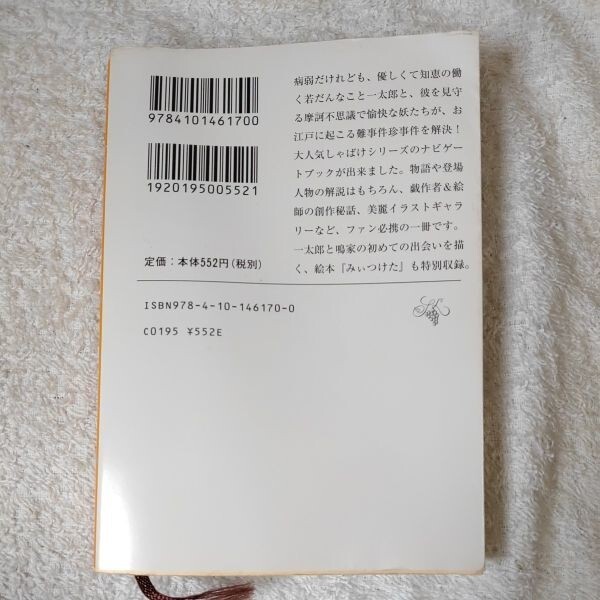 9784101461700
1920195005521
定価：本体552円(税別)
病弱だけれども、優しくて知恵の働
く若だんなこと一太郎と、彼を見守
る摩訶不思議で愉快な妖たちが、お
江戸に起こる難事件珍事件を解決！
大人気しゃばけシリーズのナビゲー
トブックが出来ました。物語や登場
人物の解説はもちろん、戯作者＆絵
師の創作秘話、美麗イラストギャラ
リーなど、ファン必携の一冊です。
一太郎と鳴家の初めての出会いを描
く、絵本『みぃつけた』も特別収録。
ISBN978-4-10-146170-0
C0195 ¥552E